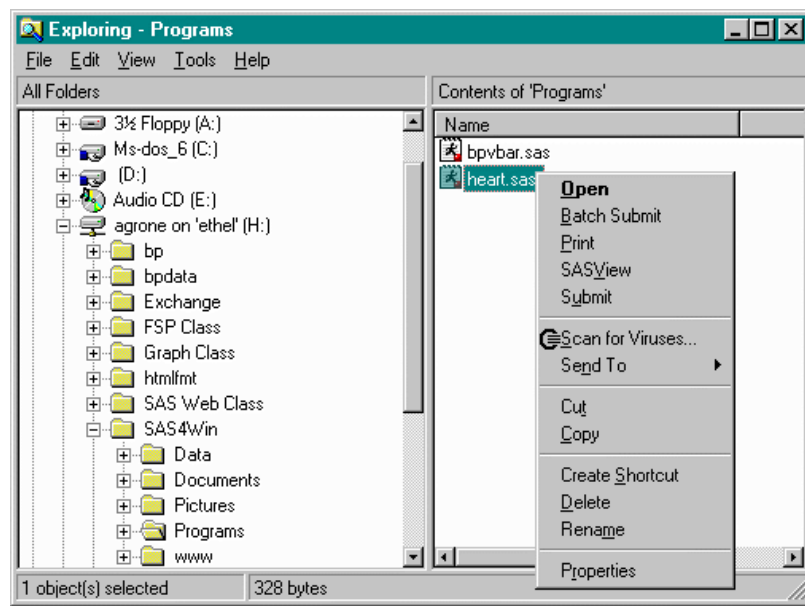 Exploring - Programs
File Edit View Tools Help
All Folders
Contents of 'Programs'
3½ Floppy (A:)
Ms-dos_6 (C:)
(D:)
Audio CD (E:)
agrone on 'ethel' (H:)
bp
bpdata
Exchange
FSP Class
Graph Class
htmlfmt
SAS Web Class
SAS4Win
Data
Documents
Pictures
Programs
www
Name
bpvbar.sas
heart.sas
Open
Batch Submit
Print
SASView
Submit
Scan for Viruses...
Send To
Cut
Copy
Create Shortcut
Delete
Rename
Properties
1 object(s) selected
328 bytes